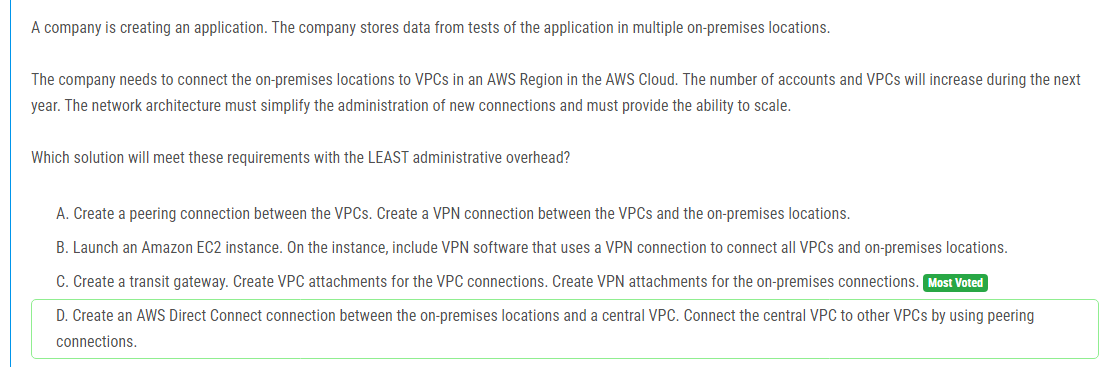 A company is creating an application. The company stores data from tests of the application in multiple on-premises locations.
The company needs to connect the on-premises locations to VPCs in an AWS Region in the AWS Cloud. The number of accounts and VPCs will increase during the next
year. The network architecture must simplify the administration of new connections and must provide the ability to scale.
Which solution will meet these requirements with the LEAST administrative overhead?
A. Create a peering connection between the VPCs. Create a VPN connection between the VPCs and the on-premises locations.
B. Launch an Amazon EC2 instance. On the instance, include VPN software that uses a VPN connection to connect all VPCs and on-premises locations.
C. Create a transit gateway. Create VPC attachments for the VPC connections. Create VPN attachments for the on-premises connections. Most Voted
D. Create an AWS Direct Connect connection between the on-premises locations and a central VPC. Connect the central VPC to other VPCs by using peering
connections.